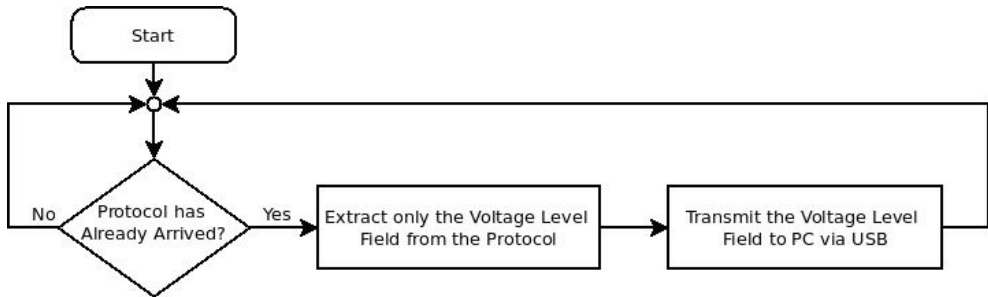 Start
No
Protocol has
Already Arrived?
Yes
Extract only the Voltage Level
Field from the Protocol
Transmit the Voltage Level
Field to PC via USB